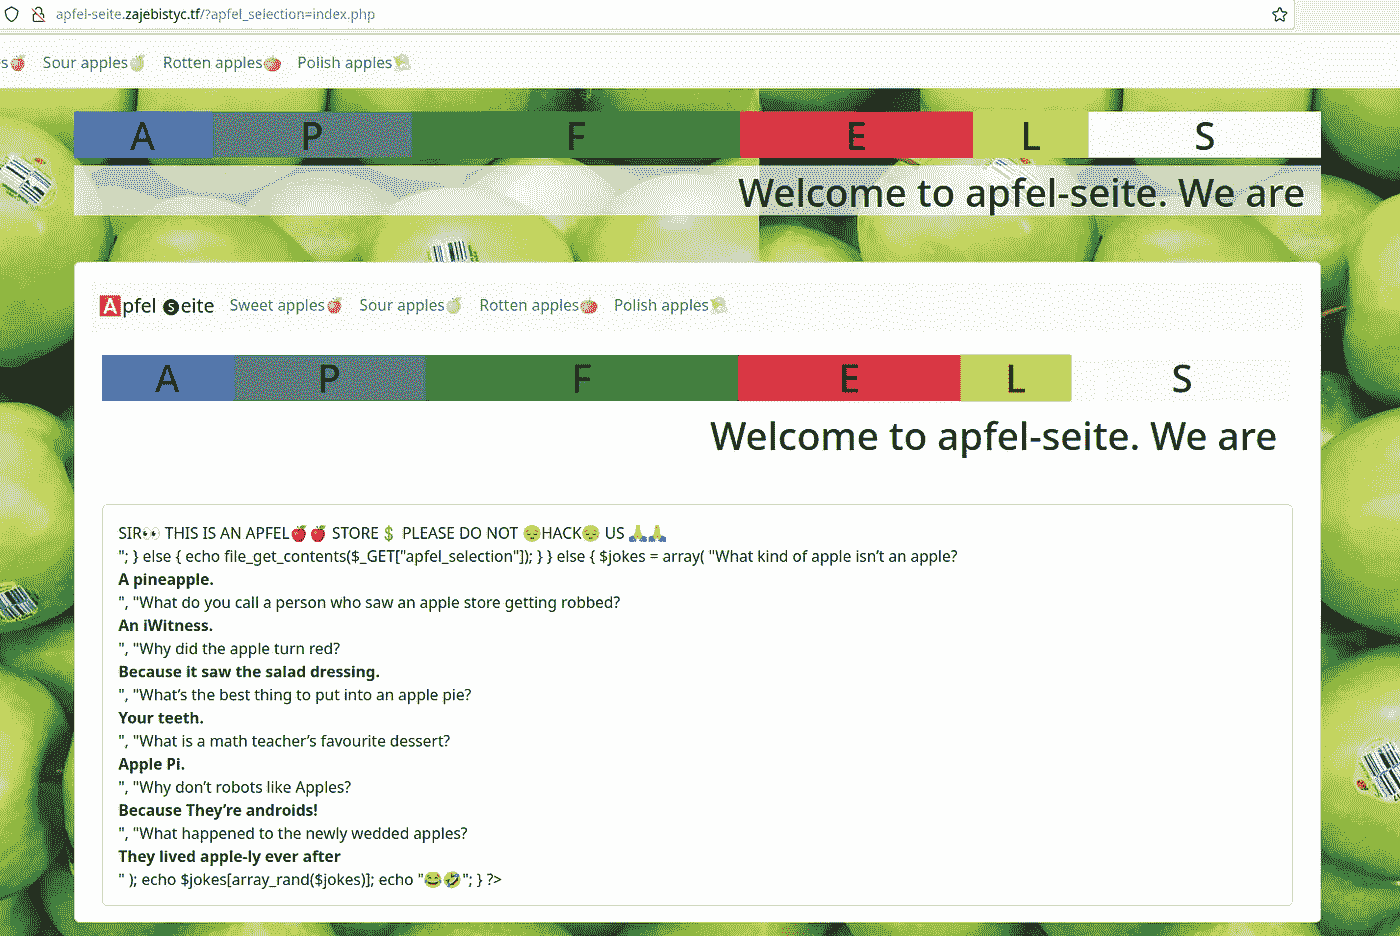 apfel-seite.zajebistyc.tf/?apfel_selection=index.php
s🍎 Sour apples🍏 Rotten apples🍅 Polish apples
A P F E L S
Welcome to apfel-seite. We are
Apfel Seite Sweet apples🍎 Sour apples🍏 Rotten apples🍅 Polish apples
A P F E L S
Welcome to apfel-seite. We are
SIR👀 THIS IS AN APFEL🍎🍎 STORE💲 PLEASE DO NOT 😔HACK😔 US 🙏🙏
"; } else { echo file_get_contents($_GET["apfel_selection"]); } } else { $jokes = array( "What kind of apple isn’t an apple?
A pineapple.
", "What do you call a person who saw an apple store getting robbed?
An iWitness.
", "Why did the apple turn red?
Because it saw the salad dressing.
", "What’s the best thing to put into an apple pie?
Your teeth.
", "What is a math teacher’s favourite dessert?
Apple Pi.
", "Why don’t robots like Apples?
Because They’re androids!
", "What happened to the newly wedded apples?
They lived apple-ly ever after
" ); echo $jokes[array_rand($jokes)]; echo "😂🤣"; } ?>